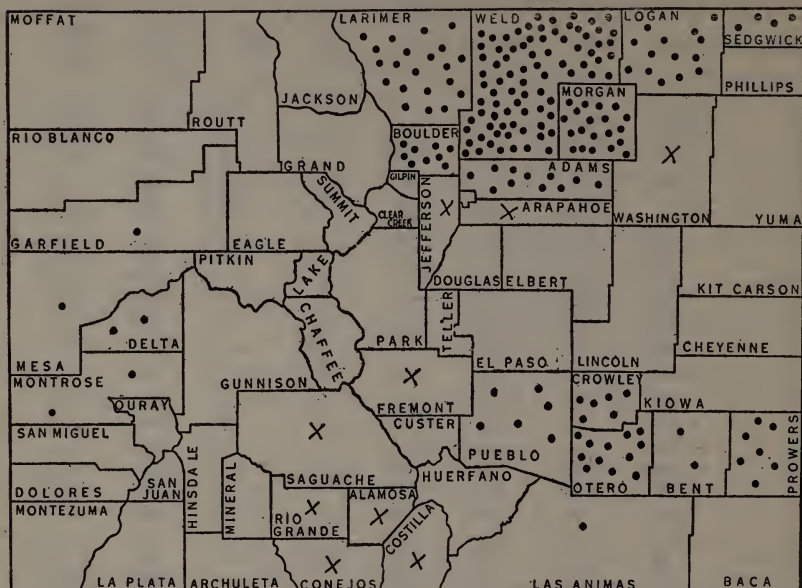 MOFFAT
LARIMER
WELD
LOGAN
SEDGWICK
JACKSON
PHILLIPS
ROUTT
MORGAN
RIO BLANCO
BOULDER
GRAND
GILPIN
ADAMS
SUMMIT
CLEAR
CREEK
JEFFERSON
X
X
X
ARAPAHOE
WASHINGTON
YUMA
GARFIELD
EAGLE
PITKIN
LAKE
DOUGLAS
ELBERT
KIT CARSON
CHAFFEE
TELLER
DELTA
PARK
CHEYENNE
MESA
EL PASO
LINCOLN
MONTROSE
GUNNISON
X
CROWLEY
OURAY
FREMONT
KIOWA
SAN MIGUEL
X
CUSTER
PUEBLO
PROWERS
HINSDALE
MINERAL
SAGUACHE
HUERFANO
DOLORES
SAN
JUAN
ALAMOSA
OTERO
BENT
MONTEZUMA
X
X
RIO
GRANDE
COSTILLA
X
X
LA PLATA
ARCHULETA
CONEJOS
LAS ANIMAS
BACA